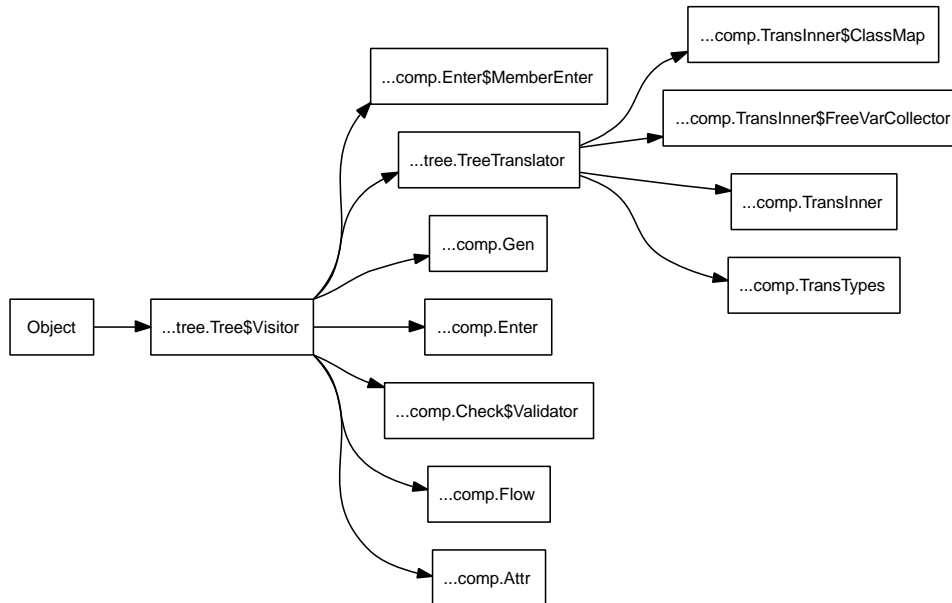 ...comp.TransInner$ClassMap
...comp.Enter$MemberEnter
...comp.TransInner$FreeVarCollector
...tree.TreeTranslator
...comp.TransInner
...comp.Gen
...comp.TransTypes
Object
...tree.Tree$Visitor
...comp.Enter
...comp.Check$Validator
...comp.Flow
...comp.Attr